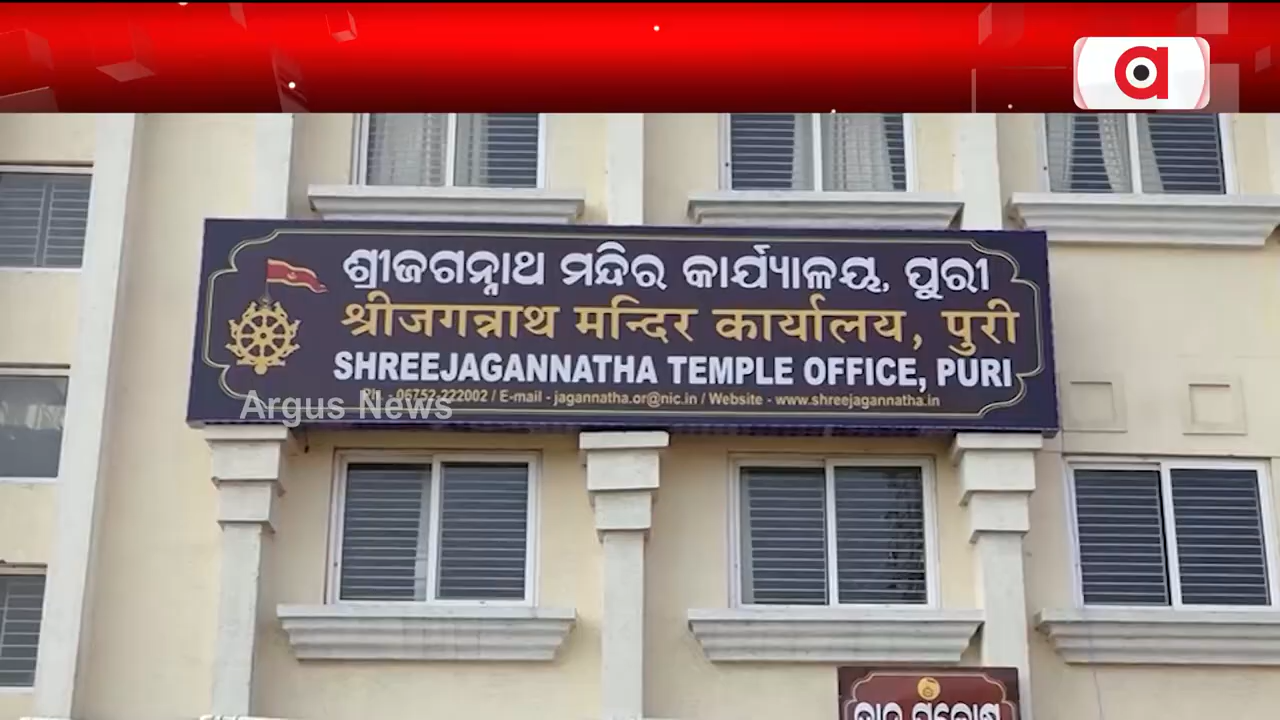 ଶ୍ରୀଜଗନ୍ନାଥ ମନ୍ଦିର କାର୍ଯ୍ୟାଳୟ, ପୁରୀ
श्रीजगन्नाथ मन्दिर कार्यालय, पुरी
SHREEJAGANNATHA TEMPLE OFFICE, PURI
Ph - 06752-222002 / E-mail - jagannatha.or@nic.in / Website - www.shreejagannatha.in
Argus News